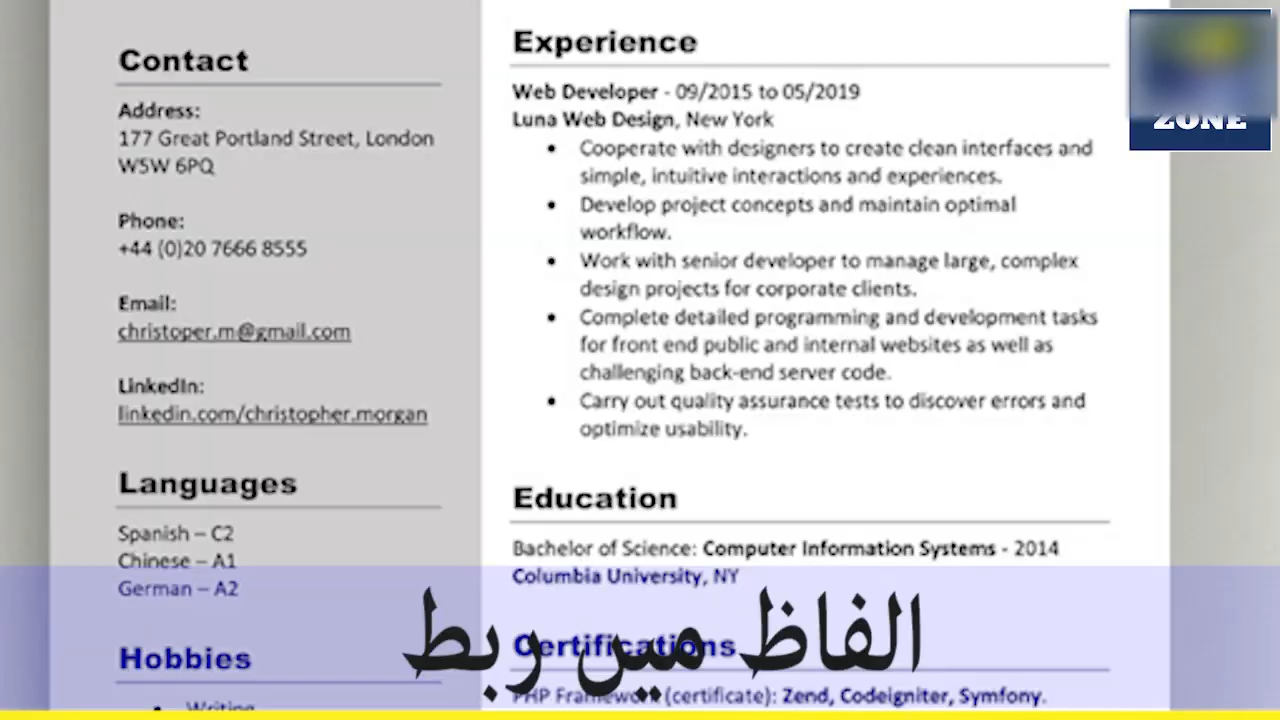 Contact
Address:
177 Great Portland Street, London
W5W 6PQ
Phone:
+44 (0)20 7666 8555
Email:
christoper.m@gmail.com
LinkedIn:
linkedin.com/christopher.morgan
Languages
Spanish – C2
Chinese – A1
German – A2
Hobbies
• Writing
Experience
Web Developer - 09/2015 to 05/2019
Luna Web Design, New York
• Cooperate with designers to create clean interfaces and
simple, intuitive interactions and experiences.
• Develop project concepts and maintain optimal
workflow.
• Work with senior developer to manage large, complex
design projects for corporate clients.
• Complete detailed programming and development tasks
for front end public and internal websites as well as
challenging back-end server code.
• Carry out quality assurance tests to discover errors and
optimize usability.
Education
Bachelor of Science: Computer Information Systems - 2014
Columbia University, NY
Certifications
PHP Framework (certificate): Zend, Codeigniter, Symfony.
ZONE
الفاظ میں ربط